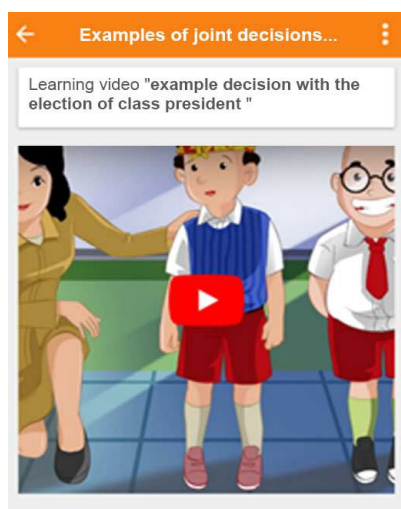 Examples of joint decisions...
Learning video "example decision with the
election of class president "